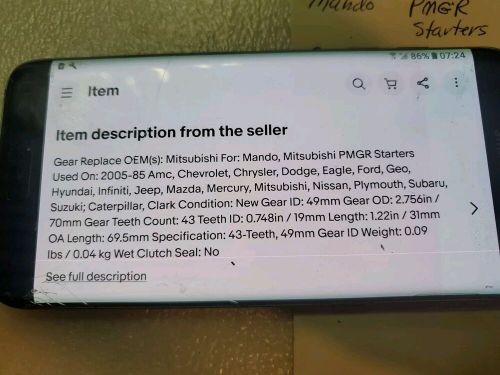 Mando PMGR
Starters
86% 07:24
Item
Item description from the seller
Gear Replace OEM(s): Mitsubishi For: Mando, Mitsubishi PMGR Starters
Used On: 2005-85 Amc, Chevrolet, Chrysler, Dodge, Eagle, Ford, Geo,
Hyundai, Infiniti, Jeep, Mazda, Mercury, Mitsubishi, Nissan, Plymouth, Subaru,
Suzuki; Caterpillar, Clark Condition: New Gear ID: 49mm Gear OD: 2.756in /
70mm Gear Teeth Count: 43 Teeth ID: 0.748in / 19mm Length: 1.22in / 31mm
OA Length: 69.5mm Specification: 43-Teeth, 49mm Gear ID Weight: 0.09
lbs / 0.04 kg Wet Clutch Seal: No
See full description